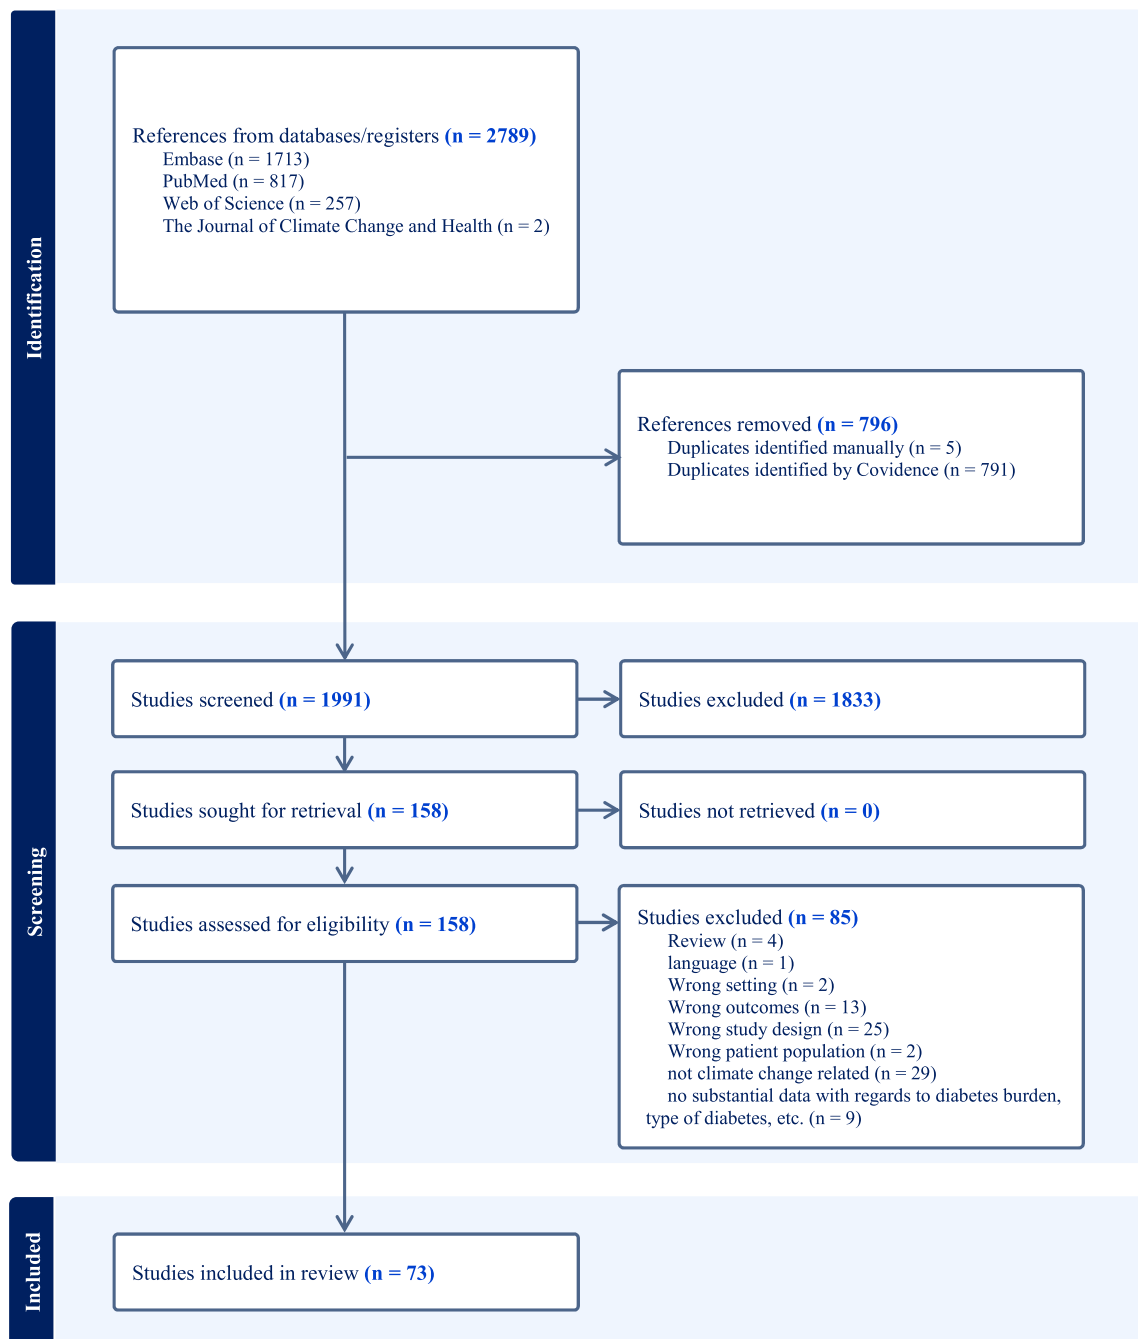 Identification
References from databases/registers (n = 2789)
Embase (n = 1713)
PubMed (n = 817)
Web of Science (n = 257)
The Journal of Climate Change and Health (n = 2)
References removed (n = 796)
Duplicates identified manually (n = 5)
Duplicates identified by Covidence (n = 791)
Screening
Studies screened (n = 1991)
Studies excluded (n = 1833)
Studies sought for retrieval (n = 158)
Studies not retrieved (n = 0)
Studies assessed for eligibility (n = 158)
Studies excluded (n = 85)
Review (n = 4)
language (n = 1)
Wrong setting (n = 2)
Wrong outcomes (n = 13)
Wrong study design (n = 25)
Wrong patient population (n = 2)
not climate change related (n = 29)
no substantial data with regards to diabetes burden,
type of diabetes, etc. (n = 9)
Included
Studies included in review (n = 73)